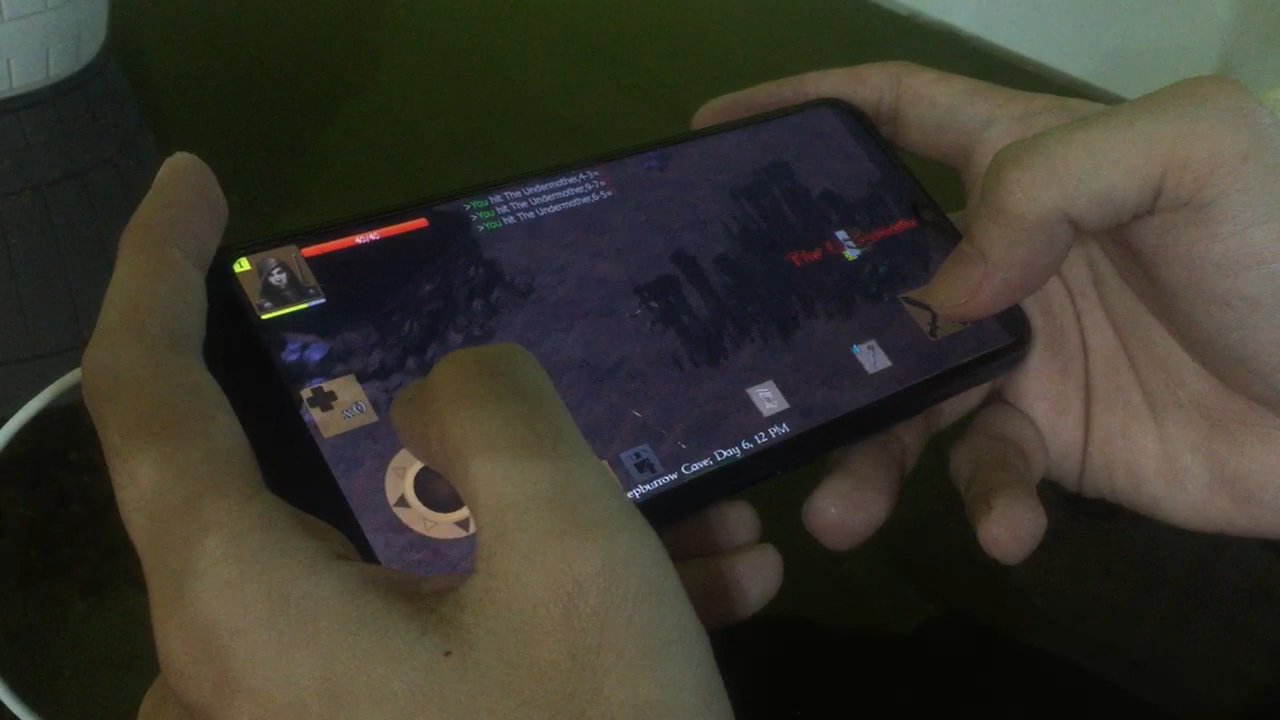 >You hit The Undermother,4-3=
>You hit The Undermother,9-7=
>You hit The Undermother,6-5=
40/40
epburrow Cave; Day 6, 12 PM